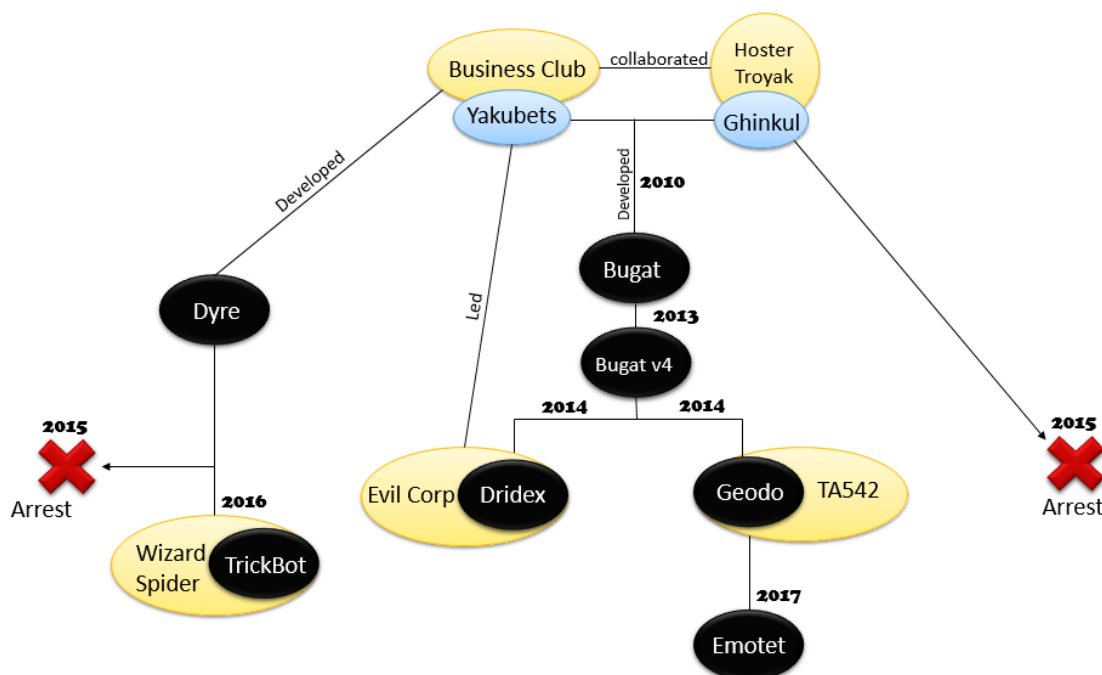 Business Club
collaborated
Hoster
Troyak
Yakubets
Ghinkul
Developed
Developed
2010
Bugat
Led
Dyre
2013
Bugat v4
2014
2014
2015
Arrest
2015
Arrest
Evil Corp
Dridex
Geodo
TA542
2016
Wizard
Spider
TrickBot
2017
Emotet